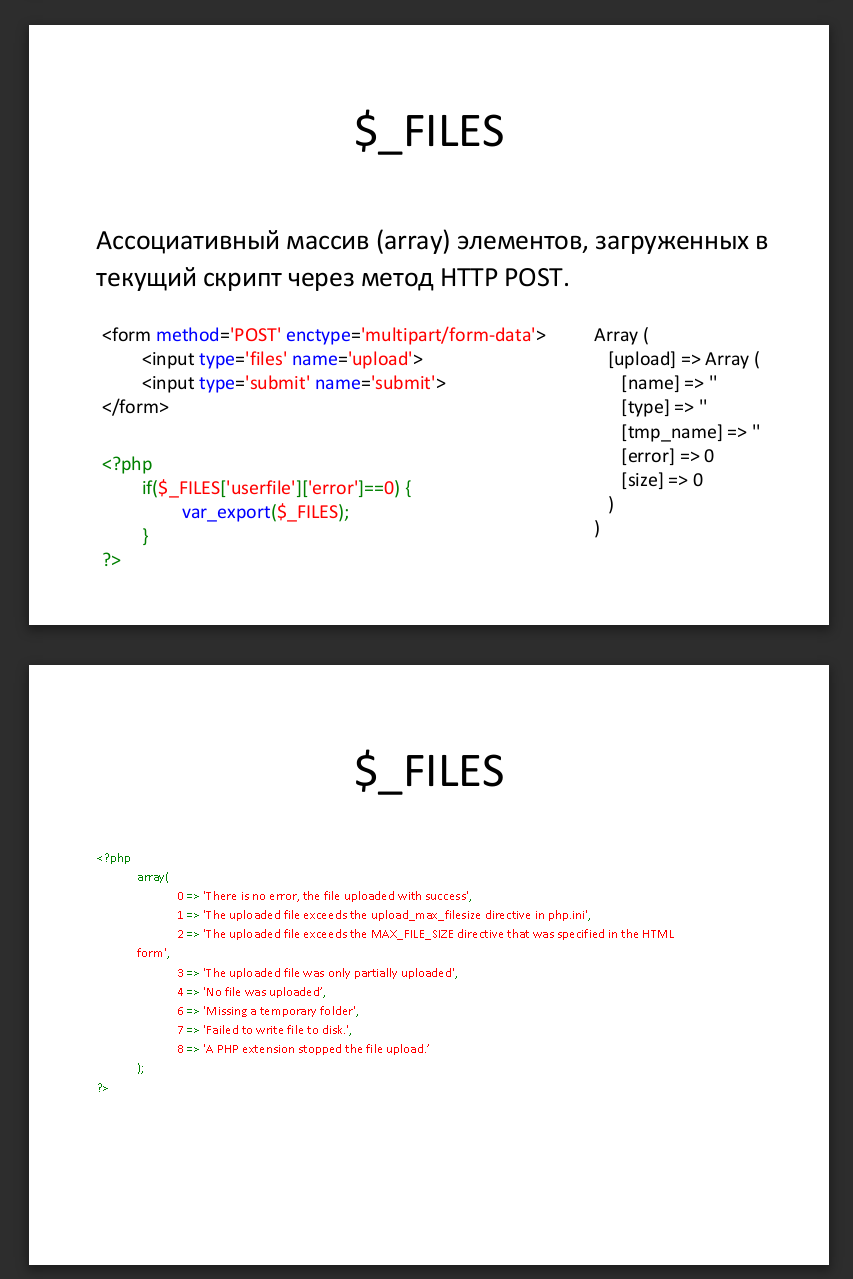 $_FILES
Ассоциативный массив (array) элементов, загруженных в
текущий скрипт через метод HTTP POST.
<form method='POST' enctype='multipart/form-data'>
<input type='files' name='upload'>
<input type='submit' name='submit'>
</form>
<?php
if($_FILES['userfile']['error']==0) {
var_export($_FILES);
}
?>
Array (
[upload] => Array (
[name] => ''
[type] => ''
[tmp_name] => ''
[error] => 0
[size] => 0
)
)
$_FILES
<?php
array(
0 => 'There is no error, the file uploaded with success',
1 => 'The uploaded file exceeds the upload_max_filesize directive in php.ini',
2 => 'The uploaded file exceeds the MAX_FILE_SIZE directive that was specified in the HTML
form',
3 => 'The uploaded file was only partially uploaded',
4 => 'No file was uploaded’,
6 => 'Missing a temporary folder',
7 => 'Failed to write file to disk.',
8 => 'A PHP extension stopped the file upload.’
);
?>